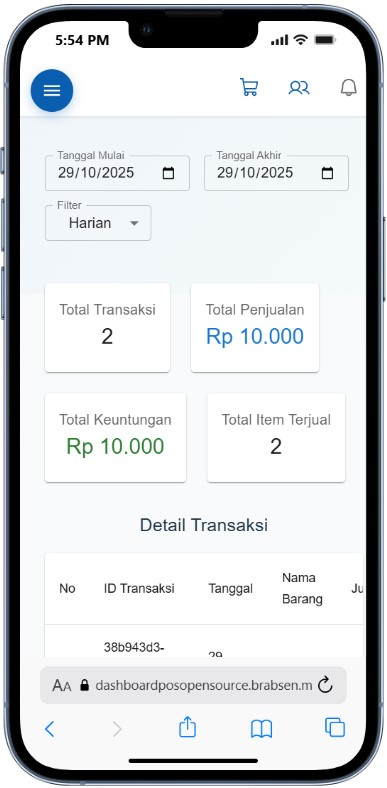 5:54 PM
Tanggal Mulai
29/10/2025
Tanggal Akhir
29/10/2025
Filter
Harian
Total Transaksi
2
Total Penjualan
Rp 10.000
Total Keuntungan
Rp 10.000
Total Item Terjual
2
Detail Transaksi
No
ID Transaksi
Tanggal
Nama
Barang
Ju
38b943d3-
29
AA dashboardposopensource.brabsen.m